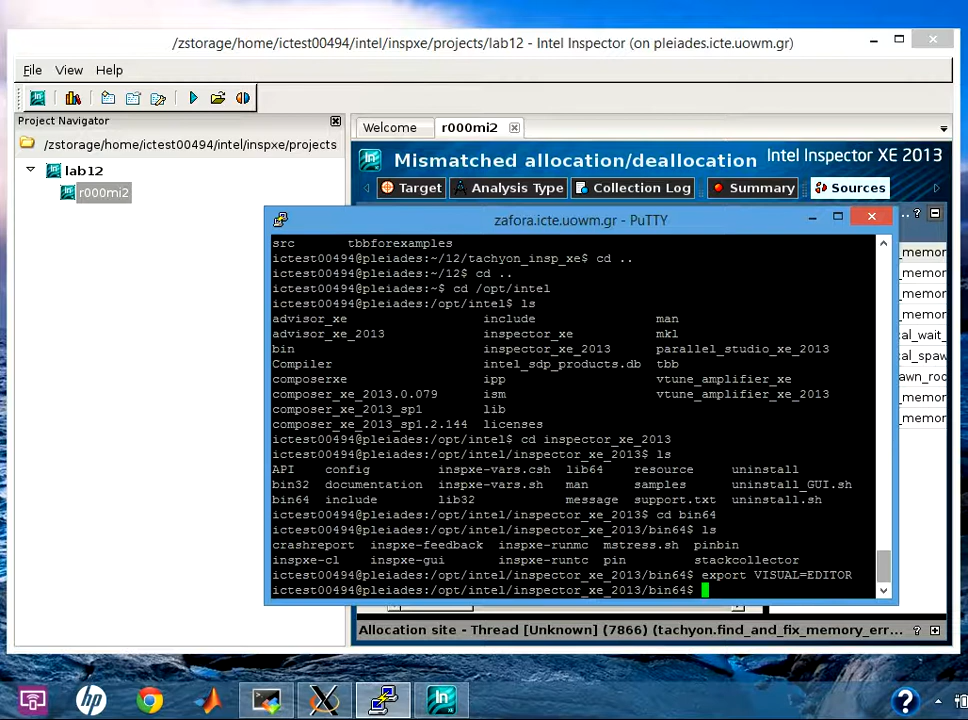 /zstorage/home/ictest00494/intel/inspxe/projects/lab12 - Intel Inspector (on pleiades.icte.uowm.gr)
File View Help
Project Navigator
/zstorage/home/ictest00494/intel/inspxe/projects
lab12
r000mi2
Welcome r000mi2
Mismatched allocation/deallocation Intel Inspector XE 2013
Target Analysis Type Collection Log Summary Sources
zafora.icte.uowm.gr - PuTTY
src tbbforexamples
ictest00494@pleiades:~/12/tachyon_insp_xe$ cd ..
ictest00494@pleiades:~/12$ cd ..
ictest00494@pleiades:~$ cd /opt/intel
ictest00494@pleiades:/opt/intel$ ls
advisor_xe include man
advisor_xe_2013 inspector_xe mkl
bin inspector_xe_2013 parallel_studio_xe_2013
Compiler intel_sdp_products.db tbb
composerxe ipp vtune_amplifier_xe
composer_xe_2013.0.079 ism vtune_amplifier_xe_2013
composer_xe_2013_sp1 lib
composer_xe_2013_sp1.2.144 licenses
ictest00494@pleiades:/opt/intel$ cd inspector_xe_2013
ictest00494@pleiades:/opt/intel/inspector_xe_2013$ ls
API config inspxe-vars.csh lib64 resource uninstall
bin32 documentation inspxe-vars.sh man samples uninstall_GUI.sh
bin64 include lib32 message support.txt uninstall.sh
ictest00494@pleiades:/opt/intel/inspector_xe_2013$ cd bin64
ictest00494@pleiades:/opt/intel/inspector_xe_2013/bin64$ ls
crashreport inspxe-feedback inspxe-runmc mstress.sh pinbin
inspxe-cl inspxe-gui inspxe-runtc pin stackcollector
ictest00494@pleiades:/opt/intel/inspector_xe_2013/bin64$ export VISUAL=EDITOR
ictest00494@pleiades:/opt/intel/inspector_xe_2013/bin64$
_memor
_memor
_memor
_memor
al_wait_
al_spaw
awn_roo
_memor
_memor
Allocation site - Thread [Unknown] (7866) (tachyon.find_and_fix_memory_err...